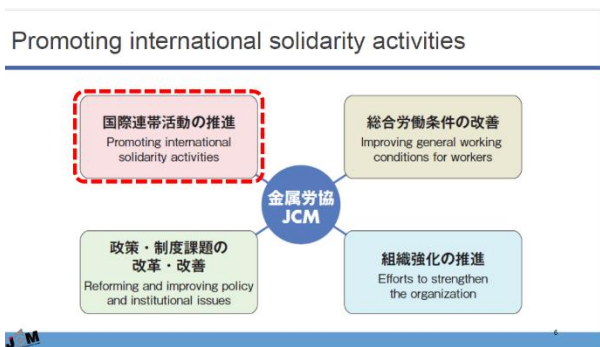 Promoting international solidarity activities
国際連帯活動の推進
Promoting international
solidarity activities
総合労働条件の改善
Improving general working
conditions for workers
金属労協
JCM
政策・制度課題の
改革・改善
Reforming and improving policy
and institutional issues
組織強化の推進
Efforts to strengthen
the organization
6
JCM